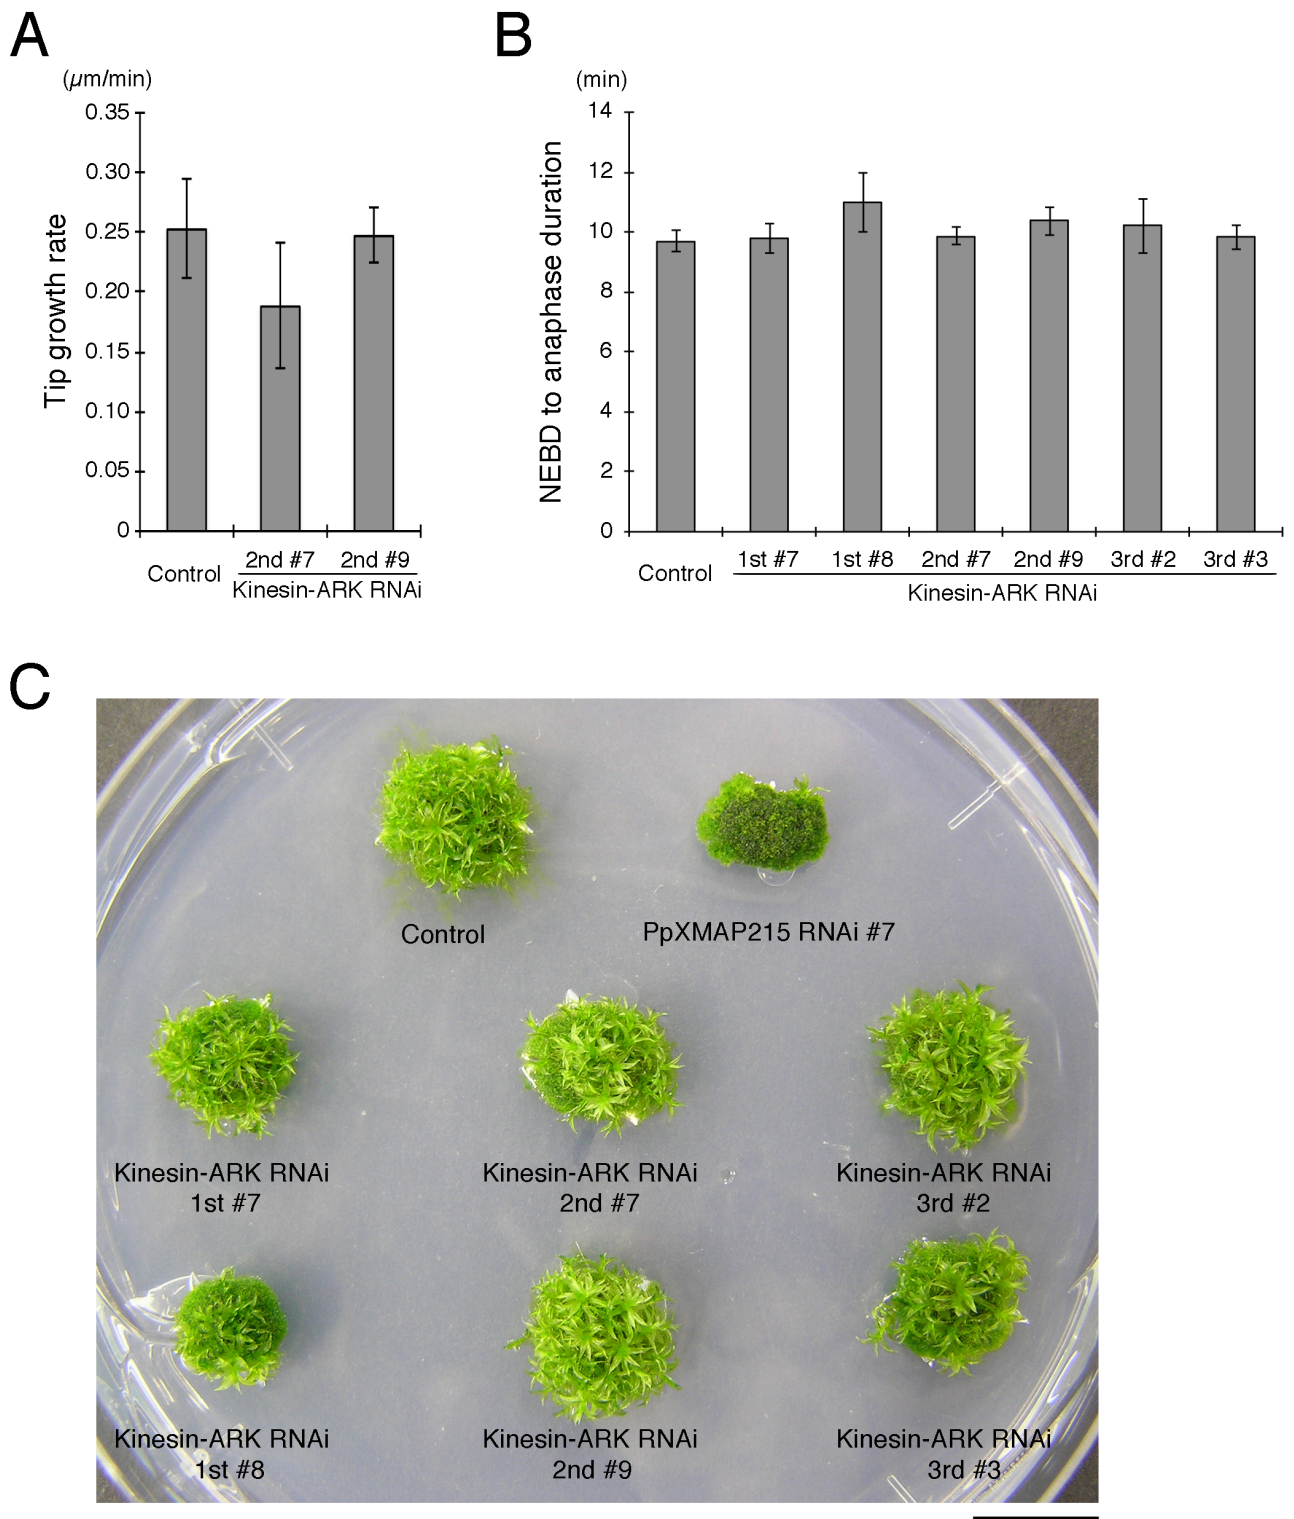 A
(µm/min)
0.35
0.30
0.25
0.20
0.15
0.10
0.05
0
Tip growth rate
Control
2nd #7
2nd #9
Kinesin-ARK RNAi
B
(min)
14
12
10
8
6
4
2
0
NEBD to anaphase duration
Control
1st #7
1st #8
2nd #7
2nd #9
3rd #2
3rd #3
Kinesin-ARK RNAi
C
Control
PpXMAP215 RNAi #7
Kinesin-ARK RNAi
1st #7
Kinesin-ARK RNAi
2nd #7
Kinesin-ARK RNAi
3rd #2
Kinesin-ARK RNAi
1st #8
Kinesin-ARK RNAi
2nd #9
Kinesin-ARK RNAi
3rd #3